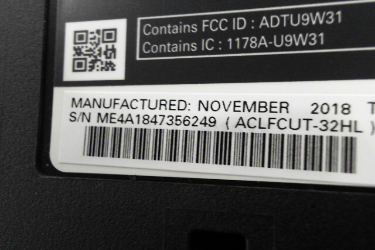 Contains FCC ID : ADTU9W31
Contains IC : 1178A-U9W31
MANUFACTURED: NOVEMBER 2018 T
S/N ME4A1847356249 ( ACLFCUT-32HL )